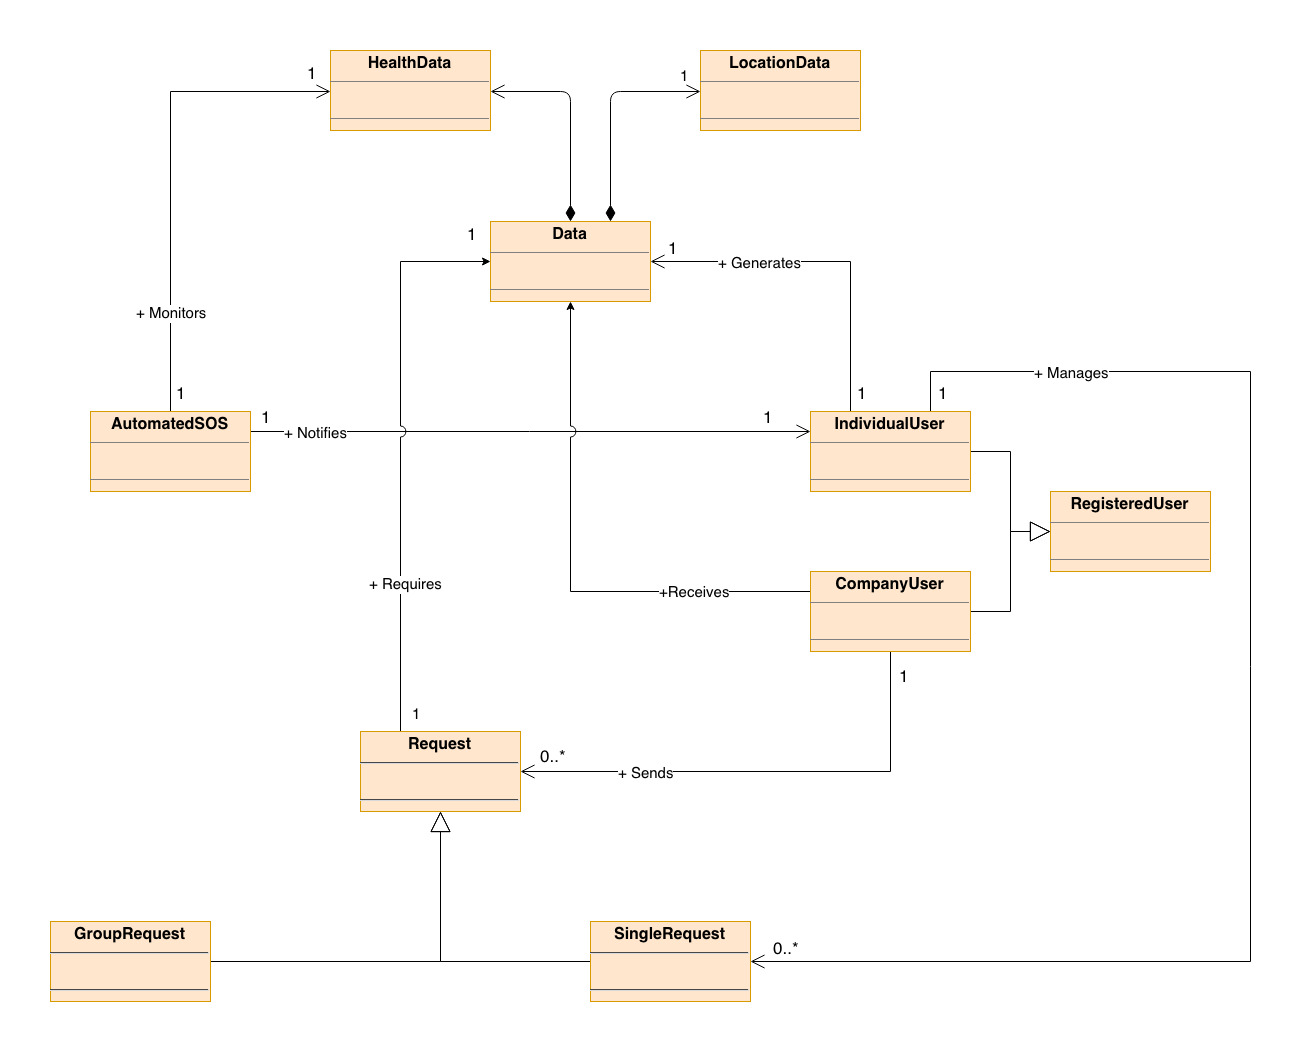 HealthData
LocationData
1
1
Data
1
1
+ Generates
+ Monitors
+ Manages
1
1
1
AutomatedSOS
1
+ Notifies
1
IndividualUser
RegisteredUser
+ Requires
+Receives
CompanyUser
1
1
Request
0..*
+ Sends
GroupRequest
SingleRequest
0..*